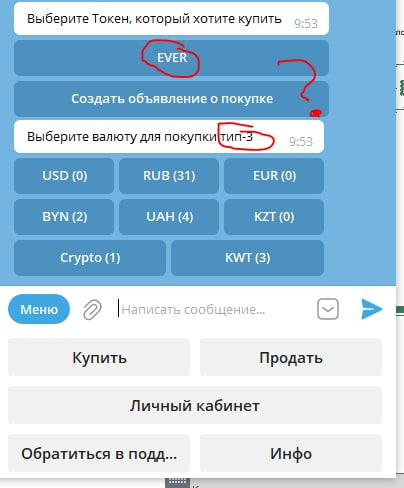 Выберите Токен, который хотите купить
9:53
EVER
?
Создать объявление о покупке
Выберите валюту для покупки тип-3
9:53
USD (0) RUB (31) EUR (0)
BYN (2) UAH (4) KZT (0)
Crypto (1) KWT (3)
Меню Написать сообщение...
Купить Продать
Личный кабинет
Обратиться в подд... Инфо